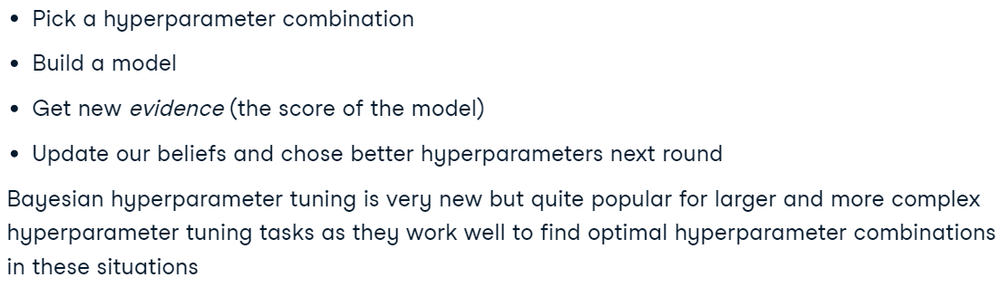 • Pick a hyperparameter combination
• Build a model
• Get new evidence (the score of the model)
• Update our beliefs and chose better hyperparameters next round
Bayesian hyperparameter tuning is very new but quite popular for larger and more complex
hyperparameter tuning tasks as they work well to find optimal hyperparameter combinations
in these situations